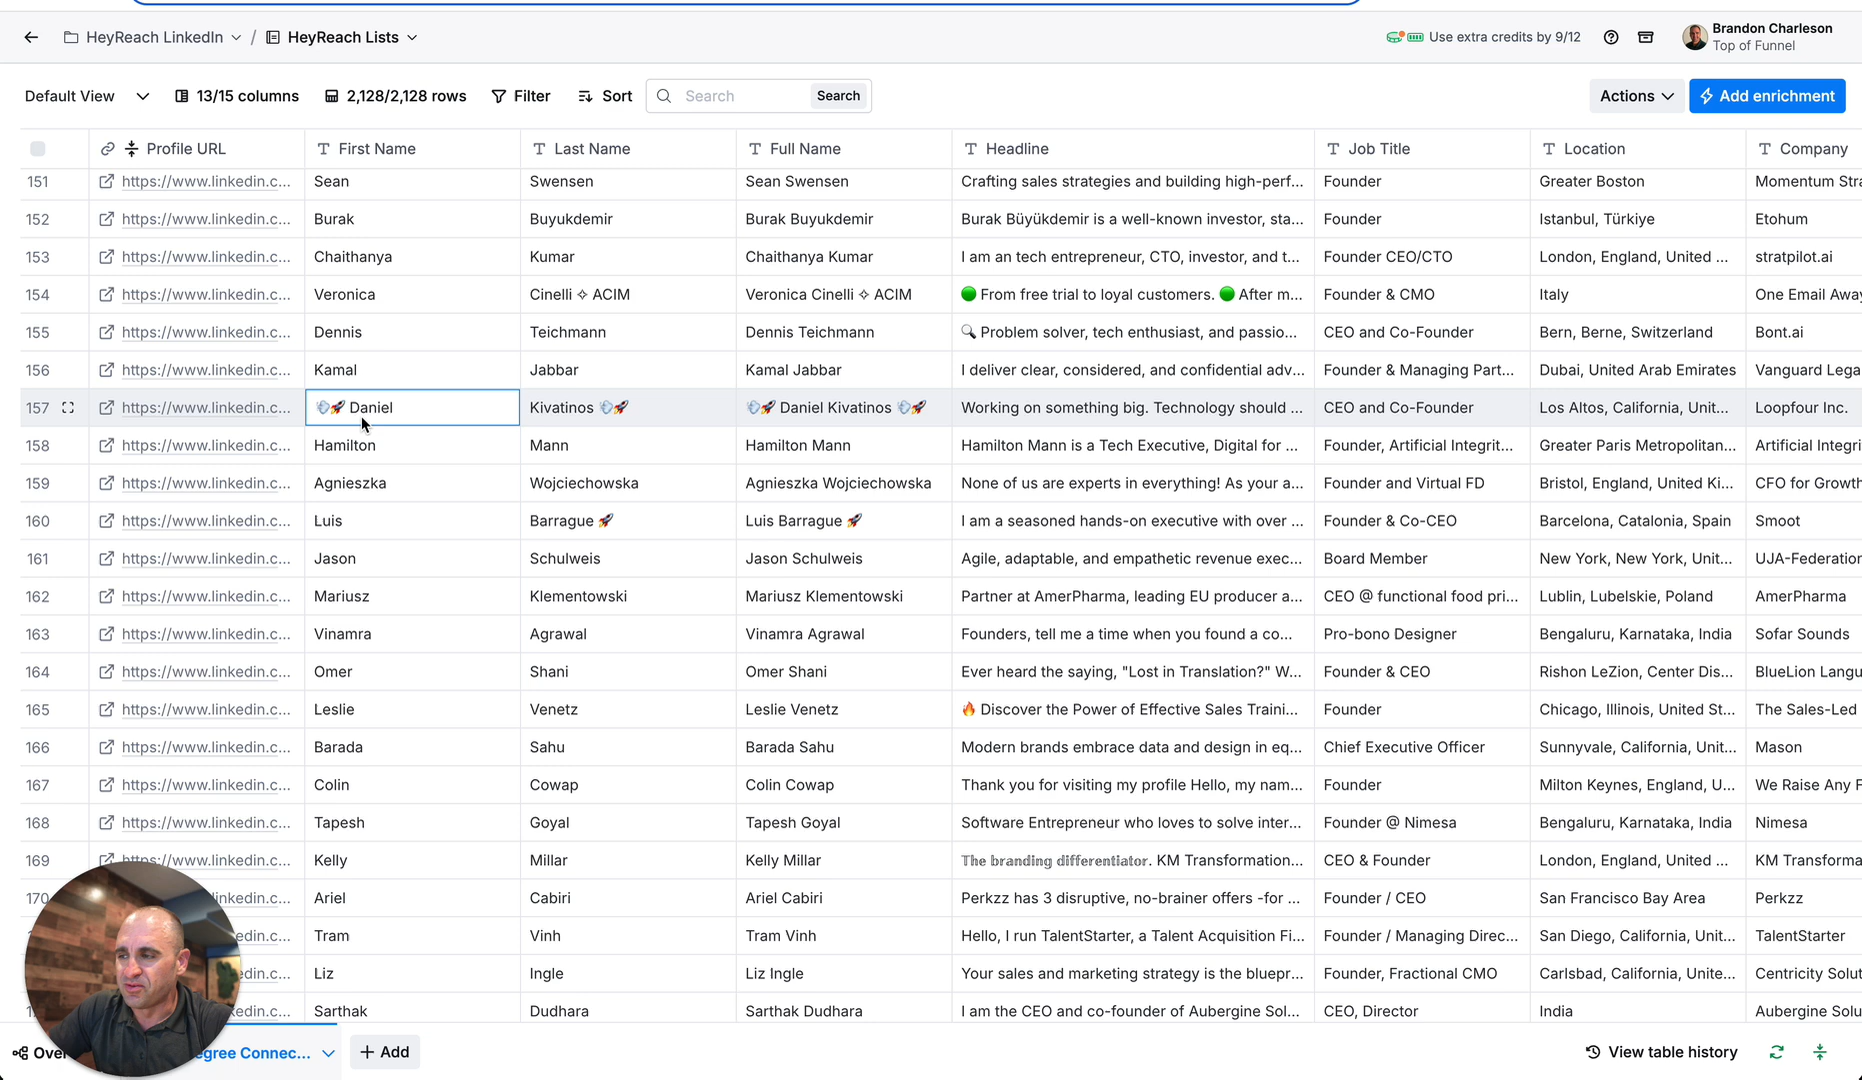 HeyReach LinkedIn / HeyReach Lists
Use extra credits by 9/12
Brandon Charleson
Top of Funnel
Default View 13/15 columns 2,128/2,128 rows Filter Sort Search Search Actions Add enrichment
Profile URL First Name Last Name Full Name Headline Job Title Location Company
151 https://www.linkedin.c... Sean Swensen Sean Swensen Crafting sales strategies and building high-perf... Founder Greater Boston Momentum Stra
152 https://www.linkedin.c... Burak Buyukdemir Burak Buyukdemir Burak Büyükdemir is a well-known investor, sta... Founder Istanbul, Türkiye Etohum
153 https://www.linkedin.c... Chaithanya Kumar Chaithanya Kumar I am an tech entrepreneur, CTO, investor, and t... Founder CEO/CTO London, England, United ... stratpilot.ai
154 https://www.linkedin.c... Veronica Cinelli ✧ ACIM Veronica Cinelli ✧ ACIM 🟢 From free trial to loyal customers. 🟢 After m... Founder & CMO Italy One Email Away
155 https://www.linkedin.c... Dennis Teichmann Dennis Teichmann 🔍 Problem solver, tech enthusiast, and passio... CEO and Co-Founder Bern, Berne, Switzerland Bont.ai
156 https://www.linkedin.c... Kamal Jabbar Kamal Jabbar I deliver clear, considered, and confidential adv... Founder & Managing Part... Dubai, United Arab Emirates Vanguard Lega
157 https://www.linkedin.c... 💨🚀 Daniel Kivatinos 💨🚀 💨🚀 Daniel Kivatinos 💨🚀 Working on something big. Technology should ... CEO and Co-Founder Los Altos, California, Unit... Loopfour Inc.
158 https://www.linkedin.c... Hamilton Mann Hamilton Mann Hamilton Mann is a Tech Executive, Digital for ... Founder, Artificial Integrit... Greater Paris Metropolitan... Artificial Integri
159 https://www.linkedin.c... Agnieszka Wojciechowska Agnieszka Wojciechowska None of us are experts in everything! As your a... Founder and Virtual FD Bristol, England, United Ki... CFO for Growth
160 https://www.linkedin.c... Luis Barrague 🚀 Luis Barrague 🚀 I am a seasoned hands-on executive with over ... Founder & Co-CEO Barcelona, Catalonia, Spain Smoot
161 https://www.linkedin.c... Jason Schulweis Jason Schulweis Agile, adaptable, and empathetic revenue exec... Board Member New York, New York, Unit... UJA-Federation
162 https://www.linkedin.c... Mariusz Klementowski Mariusz Klementowski Partner at AmerPharma, leading EU producer a... CEO @ functional food pri... Lublin, Lubelskie, Poland AmerPharma
163 https://www.linkedin.c... Vinamra Agrawal Vinamra Agrawal Founders, tell me a time when you found a co... Pro-bono Designer Bengaluru, Karnataka, India Sofar Sounds
164 https://www.linkedin.c... Omer Shani Omer Shani Ever heard the saying, "Lost in Translation?" W... Founder & CEO Rishon LeZion, Center Dis... BlueLion Langu
165 https://www.linkedin.c... Leslie Venetz Leslie Venetz 🔥 Discover the Power of Effective Sales Traini... Founder Chicago, Illinois, United St... The Sales-Led
166 https://www.linkedin.c... Barada Sahu Barada Sahu Modern brands embrace data and design in eq... Chief Executive Officer Sunnyvale, California, Unit... Mason
167 https://www.linkedin.c... Colin Cowap Colin Cowap Thank you for visiting my profile Hello, my nam... Founder Milton Keynes, England, U... We Raise Any F
168 https://www.linkedin.c... Tapesh Goyal Tapesh Goyal Software Entrepreneur who loves to solve inter... Founder @ Nimesa Bengaluru, Karnataka, India Nimesa
169 https://www.linkedin.c... Kelly Millar Kelly Millar 𝕋𝕙𝕖 𝕓𝕣𝕒𝕟𝕕𝕚𝕟𝕘 𝕕𝕚𝕗𝕗𝕖𝕣𝕖𝕟𝕥𝕚𝕒𝕥𝕠𝕣. KM Transformation... CEO & Founder London, England, United ... KM Transforma
170 linkedin.c... Ariel Cabiri Ariel Cabiri Perkzz has 3 disruptive, no-brainer offers -for ... Founder / CEO San Francisco Bay Area Perkzz
edin.c... Tram Vinh Tram Vinh Hello, I run TalentStarter, a Talent Acquisition Fi... Founder / Managing Direc... San Diego, California, Unit... TalentStarter
edin.c... Liz Ingle Liz Ingle Your sales and marketing strategy is the bluepr... Founder, Fractional CMO Carlsbad, California, Unite... Centricity Solut
kedin.c... Sarthak Dudhara Sarthak Dudhara I am the CEO and co-founder of Aubergine Sol... CEO, Director India Aubergine Solu
Over egree Connec... + Add View table history